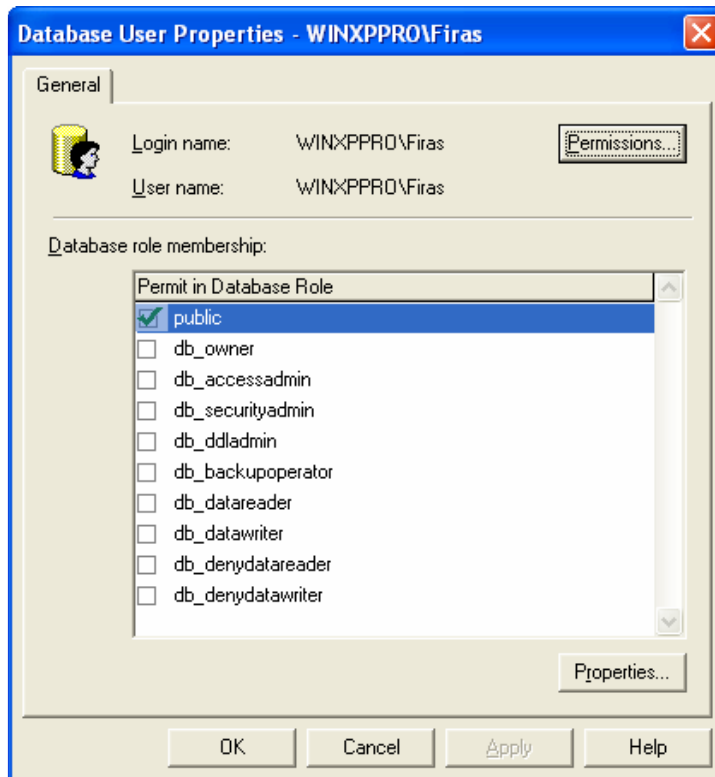 Database User Properties - WINXPPRO\Firas
General
Login name: WINXPPRO\Firas Permissions...
User name: WINXPPRO\Firas
Database role membership:
Permit in Database Role
public
db_owner
db_accessadmin
db_securityadmin
db_ddladmin
db_backupoperator
db_datareader
db_datawriter
db_denydatareader
db_denydatawriter
Properties...
OK Cancel Apply Help